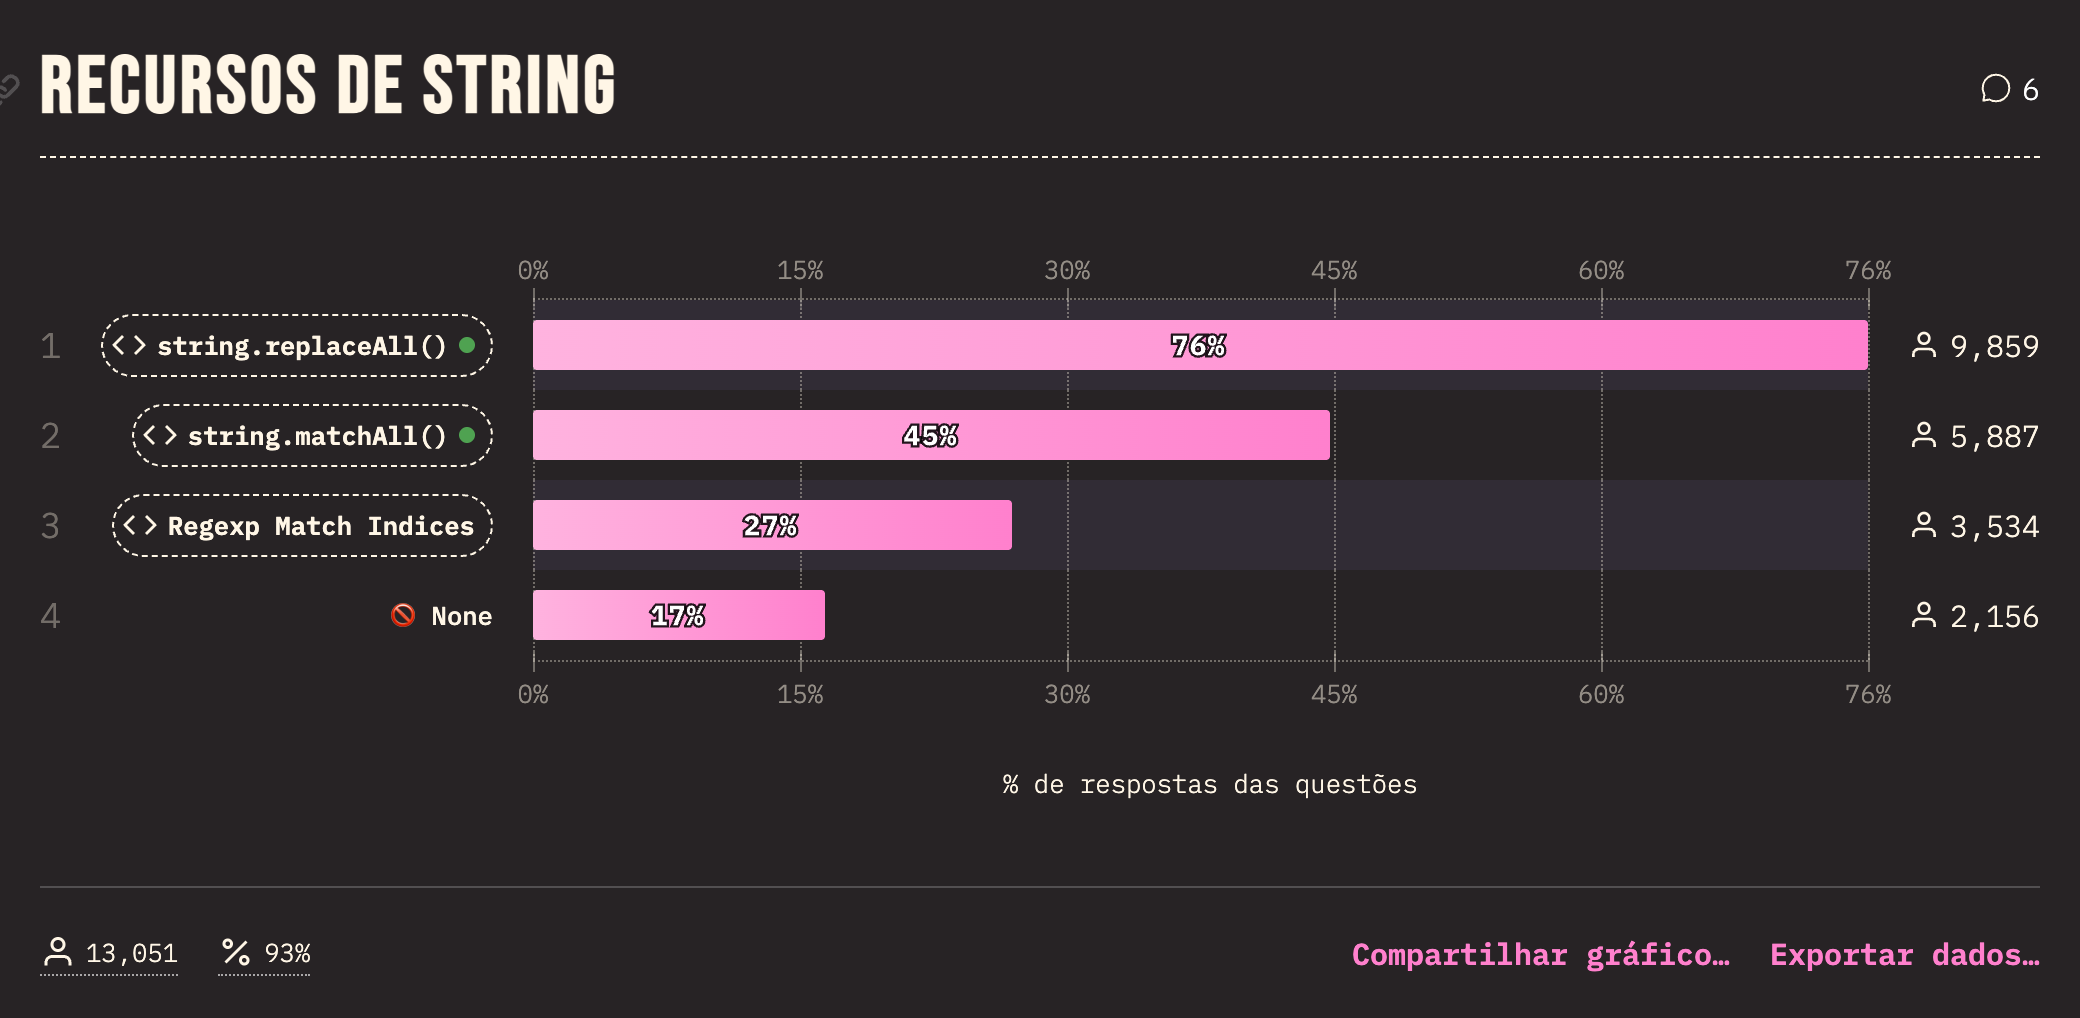 RECURSOS DE STRING
6
0% 15% 30% 45% 60% 76%
1 <> string.replaceAll() 76% 9,859
2 <> string.matchAll() 45% 5,887
3 <> Regexp Match Indices 27% 3,534
4 🚫 None 17% 2,156
0% 15% 30% 45% 60% 76%
% de respostas das questões
13,051 % 93% Compartilhar gráfico… Exportar dados…